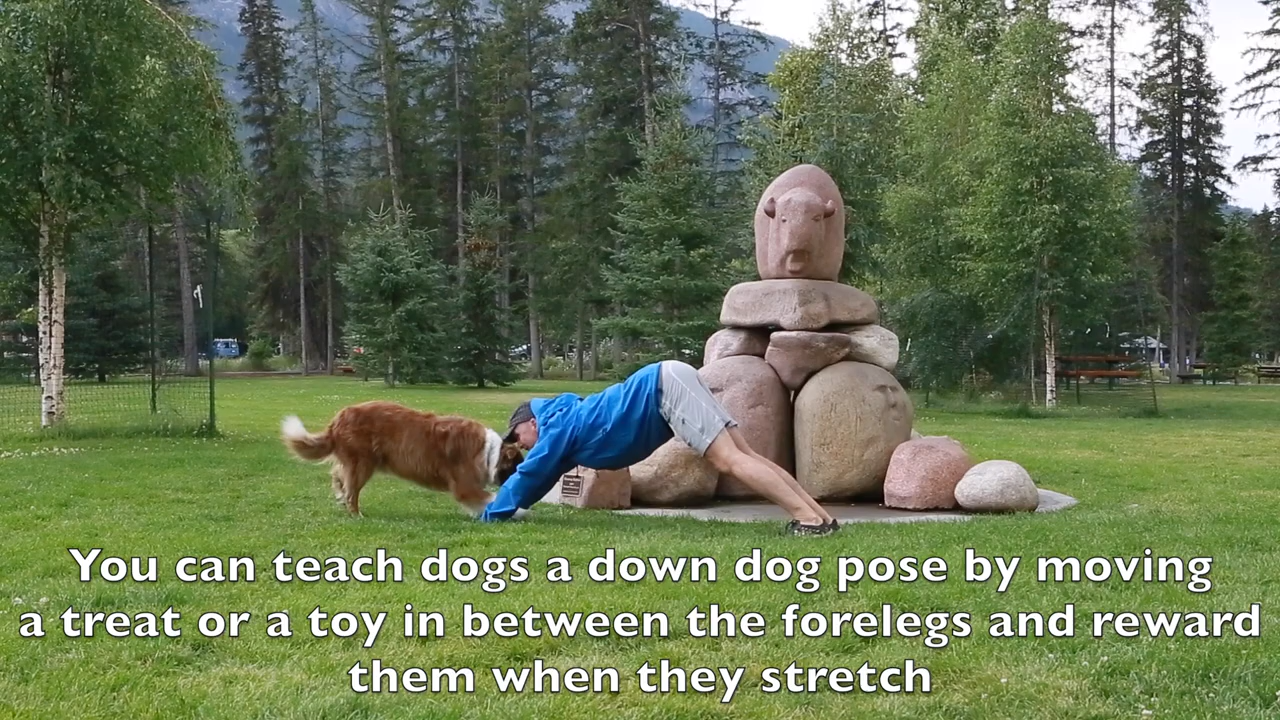 You can teach dogs a down dog pose by moving
a treat or a toy in between the forelegs and reward
them when they stretch